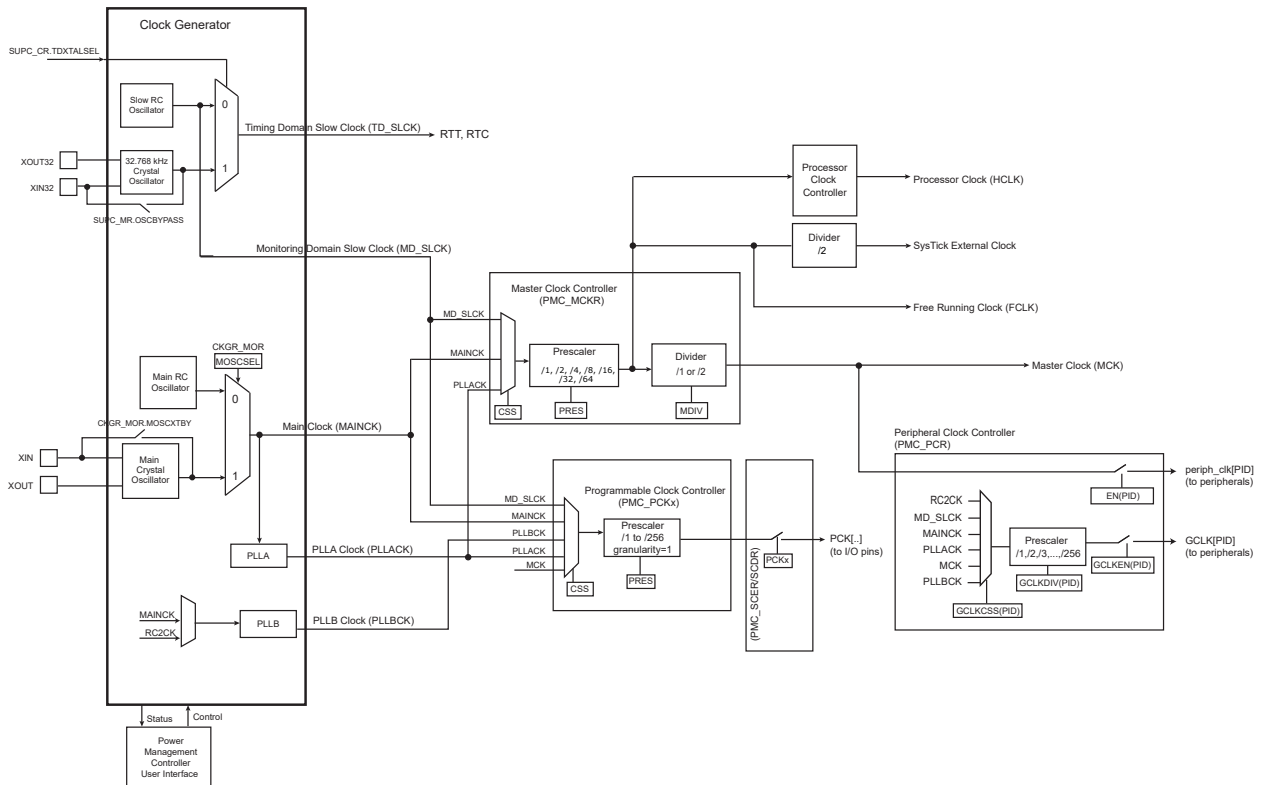 Clock Generator
SUPC_CR.TDXTALSEL
Slow RC
Oscillator
0
Timing Domain Slow Clock (TD_SLCK)
RTT, RTC
XOUT32
32.768 kHz
Crystal
Oscillator
1
XIN32
SUPC_MR.OSCBYPASS
Processor
Clock
Controller
Processor Clock (HCLK)
Monitoring Domain Slow Clock (MD_SLCK)
Divider
/2
SysTick External Clock
Master Clock Controller
(PMC_MCKR)
Free Running Clock (FCLK)
MD_SLCK
MAINCK
PLLACK
Prescaler
/1, /2, /4, /8, /16,
/32, /64
Divider
/1 or /2
Master Clock (MCK)
CSS
PRES
MDIV
CKGR_MOR
MOSCSEL
Main RC
Oscillator
0
CKGR_MOR.MOSCXTBY
Main Clock (MAINCK)
XIN
XOUT
Main
Crystal
Oscillator
1
Peripheral Clock Controller
(PMC_PCR)
periph_clk[PID]
(to peripherals)
EN(PID)
RC2CK
MD_SLCK
MAINCK
PLLACK
MCK
PLLBCK
Prescaler
/1,/2,/3,...,/256
GCLK[PID]
(to peripherals)
GCLKEN(PID)
GCLKDIV(PID)
GCLKCSS(PID)
Programmable Clock Controller
(PMC_PCKx)
MD_SLCK
MAINCK
PLLBCK
PLLACK
MCK
Prescaler
/1 to /256
granularity=1
PRES
CSS
PCK[..]
(to I/O pins)
PCKx
(PMC_SCER/SCDR)
PLLA
PLLA Clock (PLLACK)
MAINCK
RC2CK
PLLB
PLLB Clock (PLLBCK)
Status
Control
Power
Management
Controller
User Interface